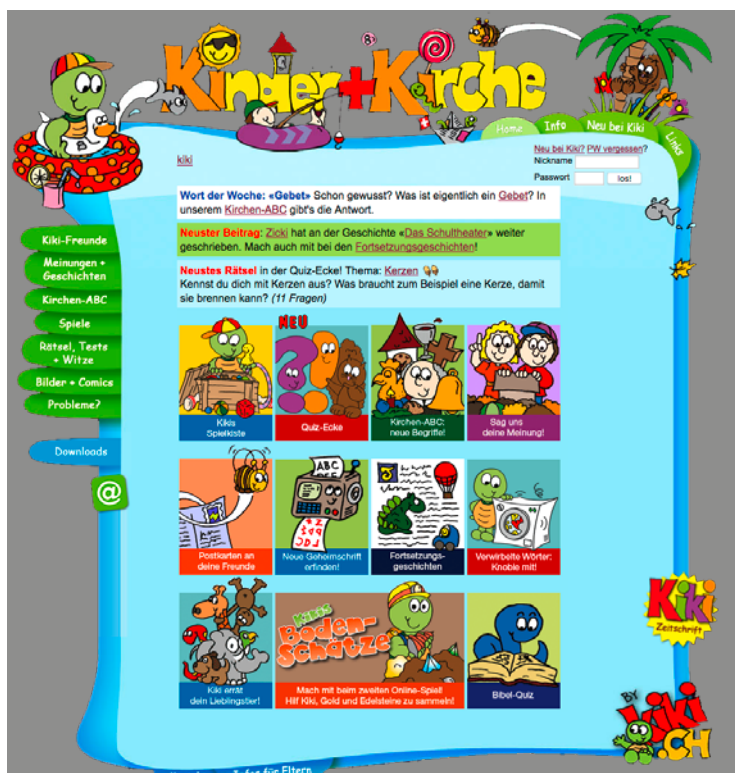 Kinder+Kirche
Home
Info
Neu bei Kiki
Links
kiki
Neu bei Kiki? PW vergessen?
Nickname
Passwort
los!
Wort der Woche: «Gebet» Schon gewusst? Was ist eigentlich ein Gebet? In
unserem Kirchen-ABC gibt's die Antwort.
Neuster Beitrag: Zicki hat an der Geschichte «Das Schultheater» weiter
geschrieben. Mach auch mit bei den Fortsetzungsgeschichten!
Neustes Rätsel in der Quiz-Ecke! Thema: Kerzen
Kennst du dich mit Kerzen aus? Was braucht zum Beispiel eine Kerze, damit
sie brennen kann? (11 Fragen)
Kiki-Freunde
Meinungen +
Geschichten
Kirchen-ABC
Spiele
Rätsel, Tests
+ Witze
Bilder + Comics
Probleme?
Downloads
@
NEU
Kikis
Spielkiste
Quiz-Ecke
Kirchen-ABC:
neue Begriffe!
Sag uns
deine Meinung!
ABC
Postkarten an
deine Freunde
Neue Geheimschrift
erfinden!
Fortsetzungs-
geschichten
Verwirbelte Wörter:
Knoble mit!
Kikis
Boden-
Schätze
Kiki errät
dein Lieblingstier!
Mach mit beim zweiten Online-Spiel!
Hilf Kiki, Gold und Edelsteine zu sammeln!
Bibel-Quiz
Kiki
Zeitschrift
BY
kiki
.CH
für Eltern